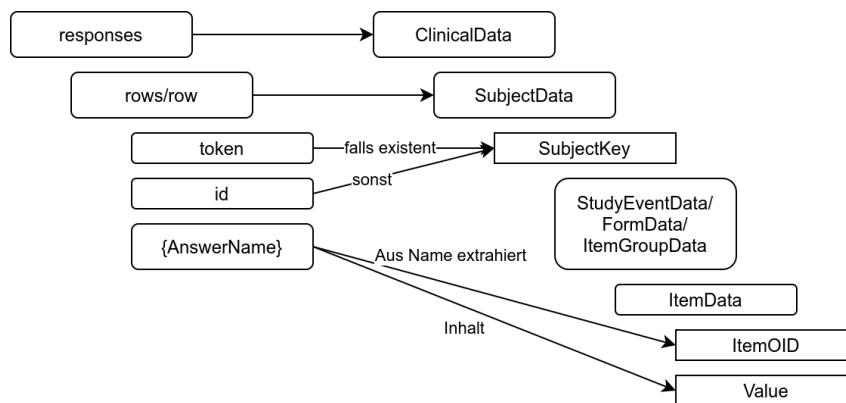 responses
ClinicalData
rows/row
SubjectData
token
falls existent
SubjectKey
id
sonst
StudyEventData/
FormData/
ItemGroupData
{AnswerName}
Aus Name extrahiert
ItemData
Inhalt
ItemOID
Value